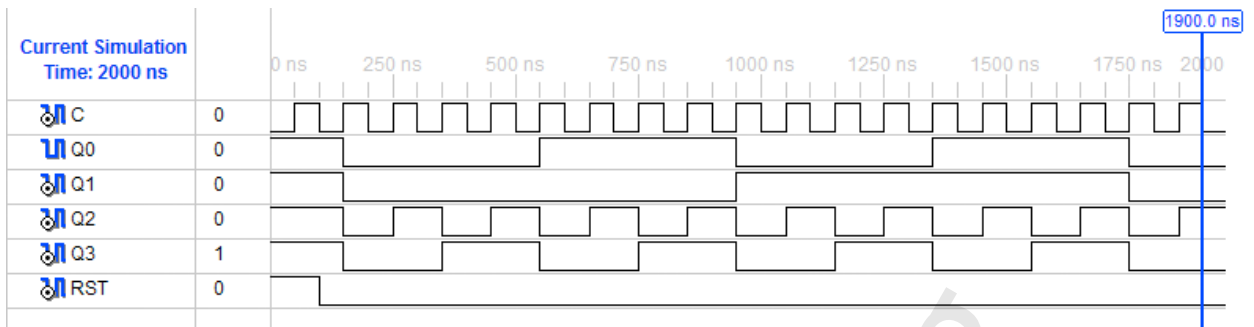 1900.0 ns
Current Simulation
Time: 2000 ns
0 ns 250 ns 500 ns 750 ns 1000 ns 1250 ns 1500 ns 1750 ns 2000
C 0
Q0 0
Q1 0
Q2 0
Q3 1
RST 0